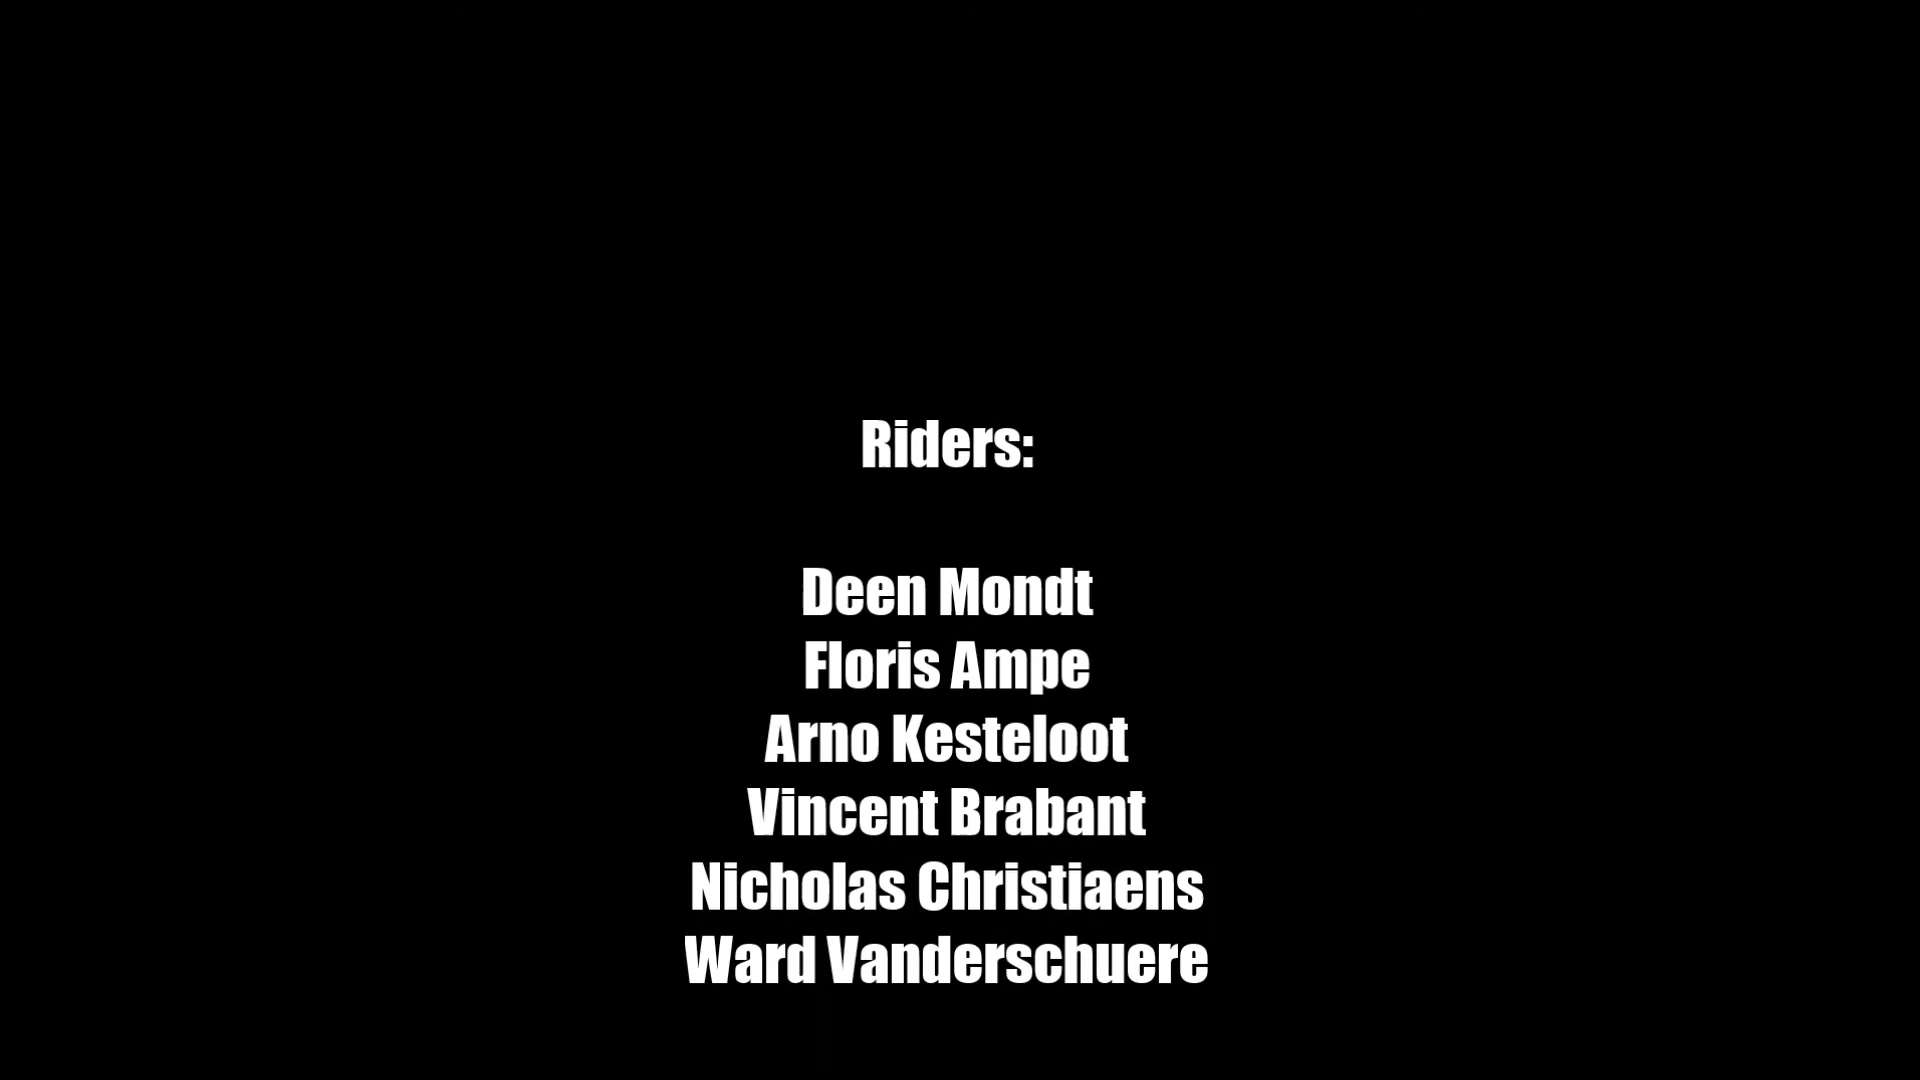 Riders:
Deen Mondt
Floris Ampe
Arno Kesteloot
Vincent Brabant
Nicholas Christiaens
Ward Vanderschuere